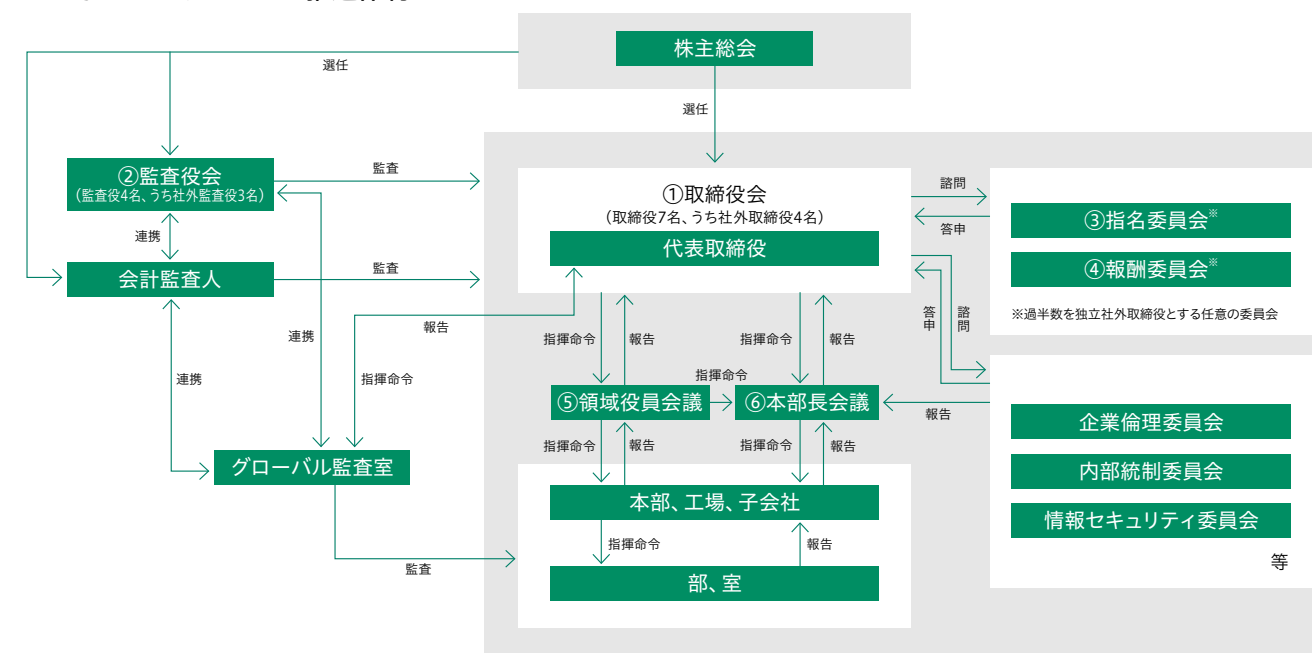 株主総会
選任
選任
②監査役会
(監査役4名、うち社外監査役3名)
監査
①取締役会
(取締役7名、うち社外取締役4名)
代表取締役
諮問
答申
③指名委員会※
④報酬委員会※
※過半数を独立社外取締役とする任意の委員会
連携
会計監査人
監査
連携
報告
指揮命令
連携
指揮命令
報告
指揮命令
報告
答申
諮問
指揮命令
⑤領域役員会議
⑥本部長会議
報告
指揮命令
報告
指揮命令
報告
企業倫理委員会
内部統制委員会
情報セキュリティ委員会
等
グローバル監査室
監査
本部、工場、子会社
指揮命令
報告
部、室